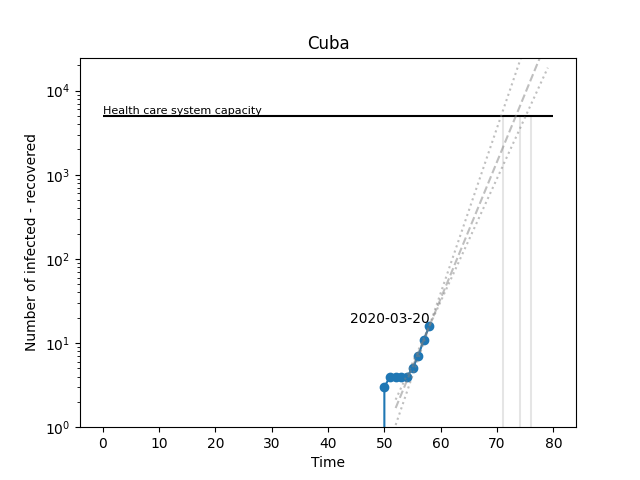 Cuba
Number of infected - recovered
10⁴
10³
10²
10¹
10⁰
Health care system capacity
2020-03-20
0 10 20 30 40 50 60 70 80
Time